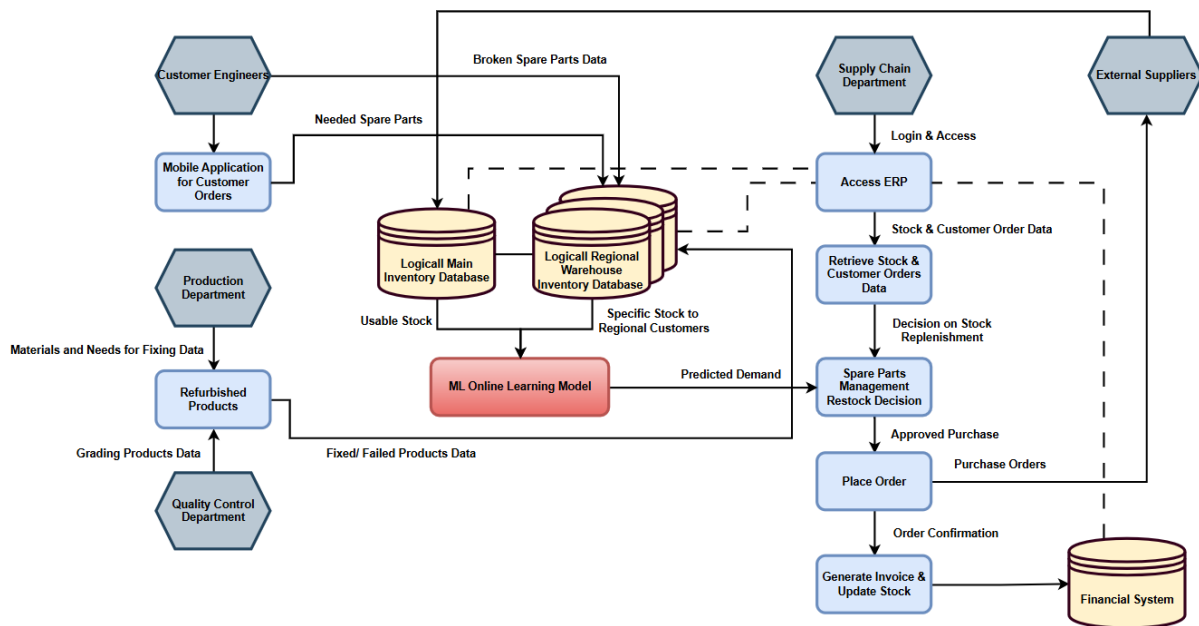 Customer Engineers
Broken Spare Parts Data
Supply Chain
Department
External Suppliers
Needed Spare Parts
Login & Access
Mobile Application
for Customer
Orders
Access ERP
Stock & Customer Order Data
Logicall Main
Inventory Database
Logicall Regional
Warehouse
Inventory Database
Retrieve Stock &
Customer Orders
Data
Production
Department
Usable Stock
Specific Stock to
Regional Customers
Decision on Stock
Replenishment
Materials and Needs for Fixing Data
ML Online Learning Model
Predicted Demand
Spare Parts
Management
Restock Decision
Refurbished
Products
Approved Purchase
Grading Products Data
Fixed/ Failed Products Data
Purchase Orders
Place Order
Quality Control
Department
Order Confirmation
Generate Invoice &
Update Stock
Financial System